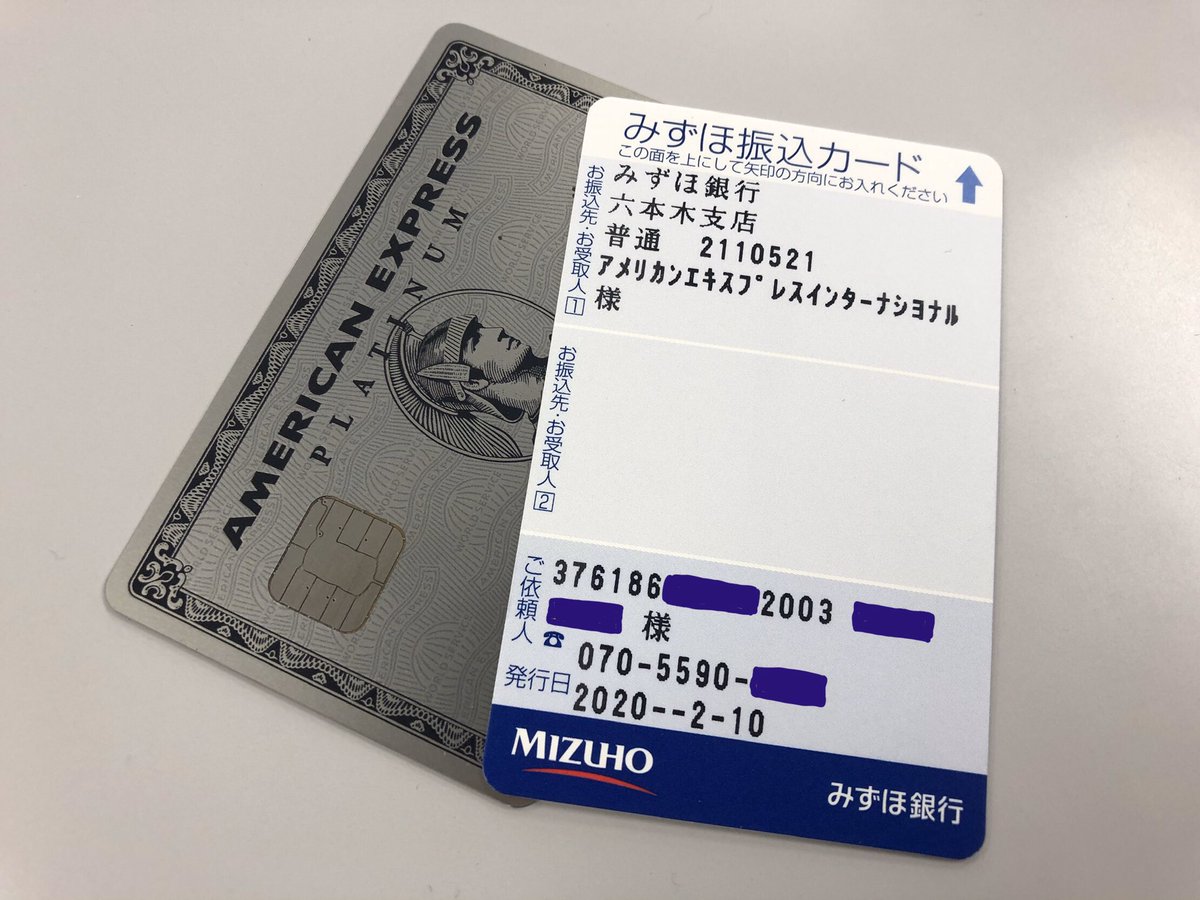 AMERICAN EXPRESS
PLATINUM
みずほ振込カード
この面を上にして矢印の方向にお入れください
お振込先・お受取人1
みずほ銀行
六本木支店
普通 2110521
アメリカンエキスプレスインターナショナル
様
お振込先・お受取人2
ご依頼人
376186 2003
様
☎ 070-5590-
発行日 2020--2-10
MIZUHO
みずほ銀行